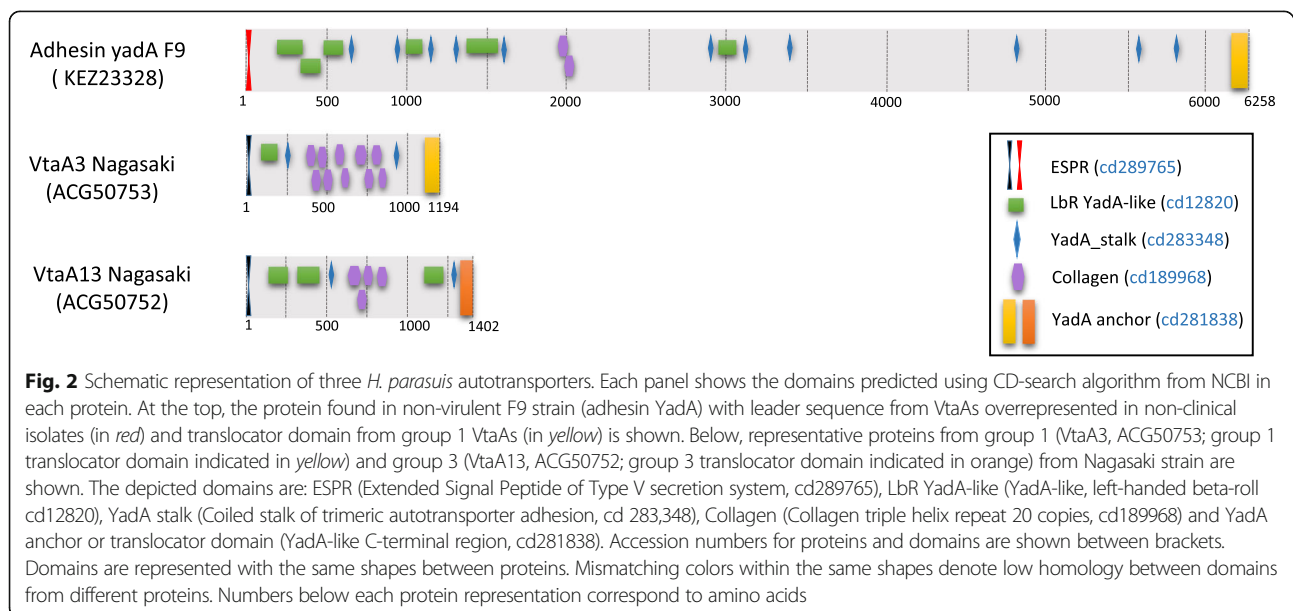 Adhesin yadA F9
( KEZ23328)
1 500 1000 2000 3000 4000 5000 6000 6258
VtaA3 Nagasaki
(ACG50753)
1 500 1000 1194
VtaA13 Nagasaki
(ACG50752)
1 500 1000 1402
ESPR (cd289765)
LbR YadA-like (cd12820)
YadA_stalk (cd283348)
Collagen (cd189968)
YadA anchor (cd281838)
Fig. 2 Schematic representation of three H. parasuis autotransporters. Each panel shows the domains predicted using CD-search algorithm from NCBI in
each protein. At the top, the protein found in non-virulent F9 strain (adhesin YadA) with leader sequence from VtaAs overrepresented in non-clinical
isolates (in red) and translocator domain from group 1 VtaAs (in yellow) is shown. Below, representative proteins from group 1 (VtaA3, ACG50753; group 1
translocator domain indicated in yellow) and group 3 (VtaA13, ACG50752; group 3 translocator domain indicated in orange) from Nagasaki strain are
shown. The depicted domains are: ESPR (Extended Signal Peptide of Type V secretion system, cd289765), LbR YadA-like (YadA-like, left-handed beta-roll
cd12820), YadA stalk (Coiled stalk of trimeric autotransporter adhesion, cd 283,348), Collagen (Collagen triple helix repeat 20 copies, cd189968) and YadA
anchor or translocator domain (YadA-like C-terminal region, cd281838). Accession numbers for proteins and domains are shown between brackets.
Domains are represented with the same shapes between proteins. Mismatching colors within the same shapes denote low homology between domains
from different proteins. Numbers below each protein representation correspond to amino acids